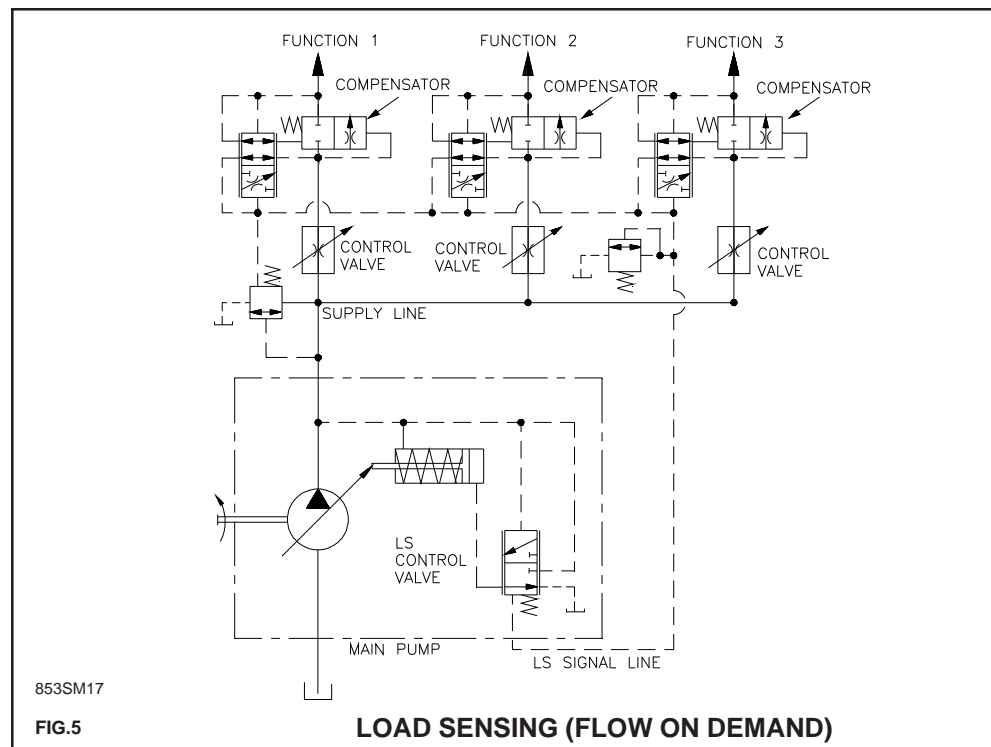 FUNCTION 1
FUNCTION 2
FUNCTION 3
COMPENSATOR
COMPENSATOR
COMPENSATOR
CONTROL
VALVE
CONTROL
VALVE
CONTROL
VALVE
SUPPLY LINE
LS
CONTROL
VALVE
MAIN PUMP
LS SIGNAL LINE
853SM17
FIG.5
LOAD SENSING (FLOW ON DEMAND)